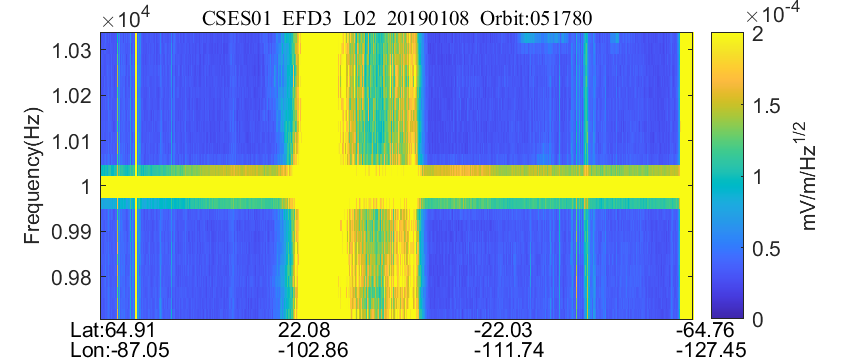 ×10⁴ CSES01 EFD3 L02 20190108 Orbit:051780 ×10⁻⁴
1.03
1.02
1.01
1
0.99
0.98
Frequency(Hz)
2
1.5
1
0.5
0
mV/m/Hz^1/2
Lat:64.91 22.08 -22.03 -64.76
Lon:-87.05 -102.86 -111.74 -127.45